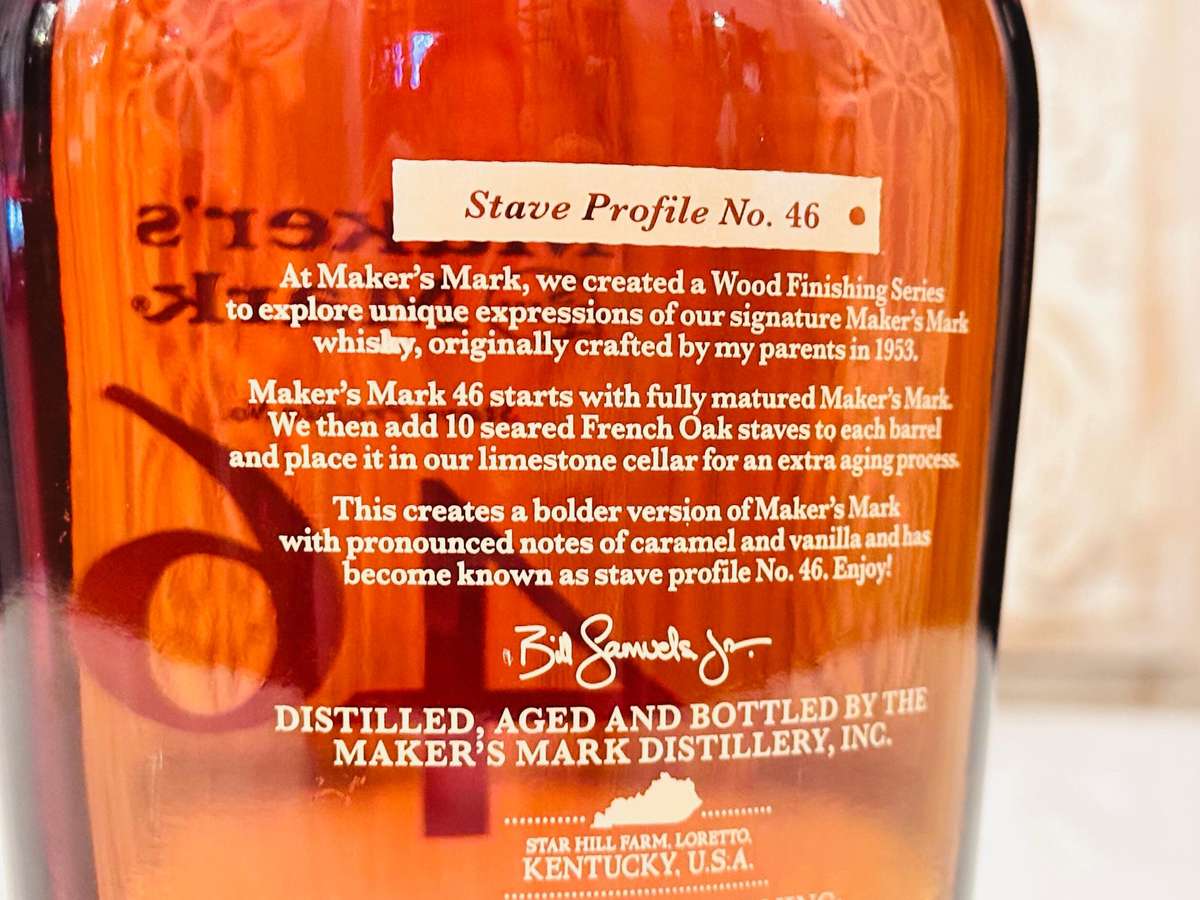 Stave Profile No. 46
At Maker's Mark, we created a Wood Finishing Series
to explore unique expressions of our signature Maker's Mark
whisky, originally crafted by my parents in 1953.
Maker's Mark 46 starts with fully matured Maker's Mark.
We then add 10 seared French Oak staves to each barrel
and place it in our limestone cellar for an extra aging process.
This creates a bolder version of Maker's Mark
with pronounced notes of caramel and vanilla and has
become known as stave profile No. 46. Enjoy!
Bill Samuels Jr.
DISTILLED, AGED AND BOTTLED BY THE
MAKER'S MARK DISTILLERY, INC.
STAR HILL FARM, LORETTO,
KENTUCKY, U.S.A.
Maker's
Mark®
46